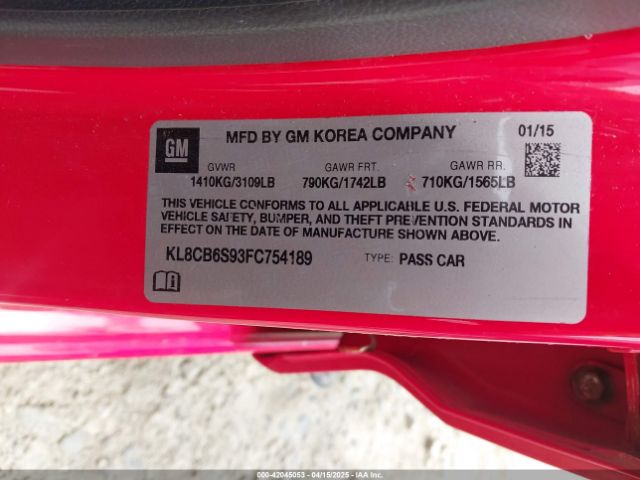 GM
MFD BY GM KOREA COMPANY 01/15
GVWR GAWR FRT. GAWR RR.
1410KG/3109LB 790KG/1742LB 710KG/1565LB
THIS VEHICLE CONFORMS TO ALL APPLICABLE U.S. FEDERAL MOTOR
VEHICLE SAFETY, BUMPER, AND THEFT PREVENTION STANDARDS IN
EFFECT ON THE DATE OF MANUFACTURE SHOWN ABOVE.
KL8CB6S93FC754189 TYPE: PASS CAR
000-42045053 - 04/15/2025 - IAAI.com